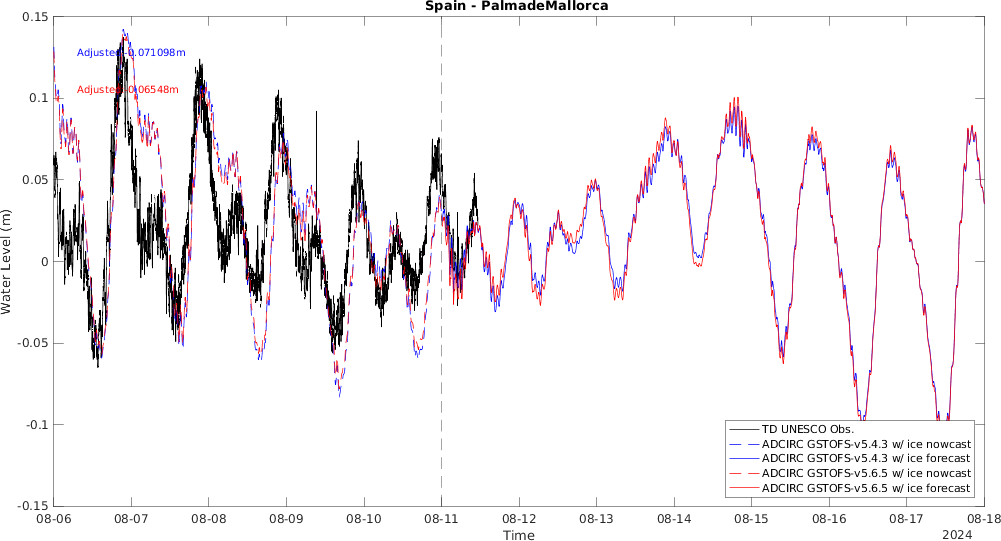 Spain - PalmadeMallorca
0.15
0.1
0.05
0
-0.05
-0.1
-0.15
Water Level (m)
Adjusted -0.071098m
Adjusted -0.06548m
TD UNESCO Obs.
ADCIRC GSTOFS-v5.4.3 w/ ice nowcast
ADCIRC GSTOFS-v5.4.3 w/ ice forecast
ADCIRC GSTOFS-v5.6.5 w/ ice nowcast
ADCIRC GSTOFS-v5.6.5 w/ ice forecast
08-06 08-07 08-08 08-09 08-10 08-11 08-12 08-13 08-14 08-15 08-16 08-17 08-18
Time
2024